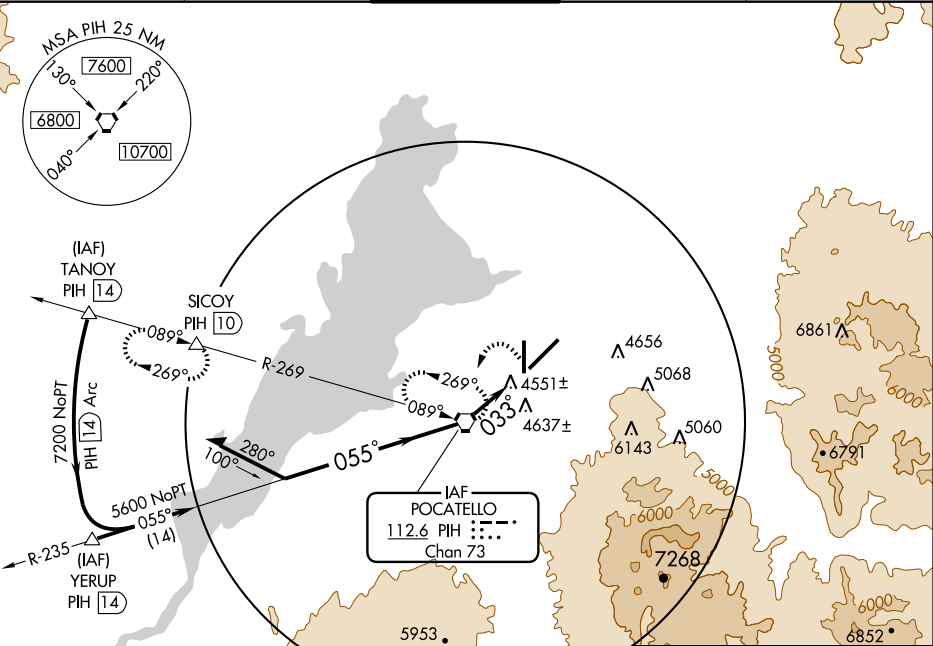 MSA PIH 25 NM
130°
7600
220°
6800
040°
10700
(IAF)
TANOY
PIH 14
SICOY
PIH 10
089°
269°
R-269
7200 NoPT
PIH 14 Arc
269°
089°
033°
4551±
4637±
4656
5068
6143
5060
6861
5000
6000
6791
5000
6000
7268
280°
100°
055°
5600 NoPT
055°
(14)
R-235
(IAF)
YERUP
PIH 14
IAF
POCATELLO
112.6 PIH
Chan 73
5953
6000
6852